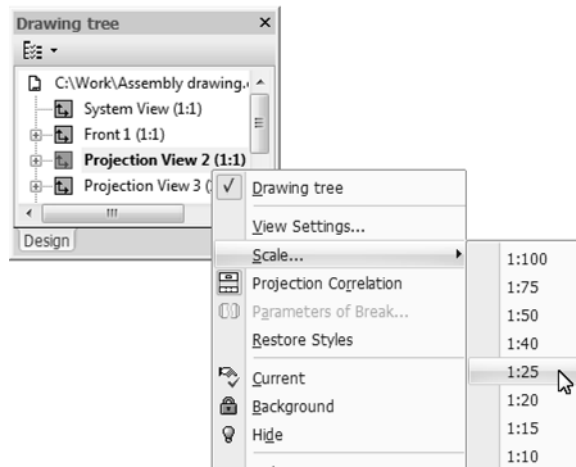 Drawing tree
C:\Work\Assembly drawing.
System View (1:1)
Front 1 (1:1)
Projection View 2 (1:1)
Projection View 3 (
Design
Drawing tree
View Settings...
Scale...
Projection Correlation
Parameters of Break...
Restore Styles
Current
Background
Hide
1:100
1:75
1:50
1:40
1:25
1:20
1:15
1:10